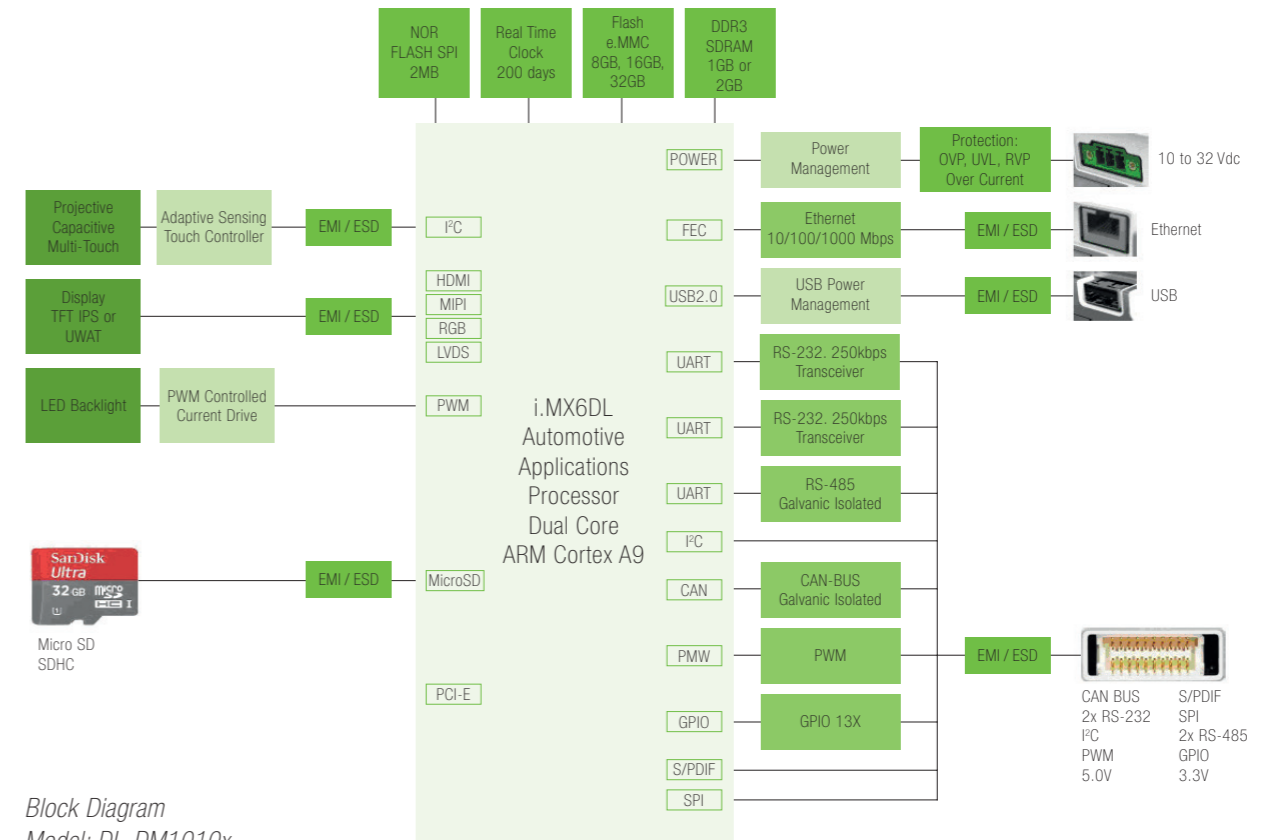 NOR
FLASH SPI
2MB
Real Time
Clock
200 days
Flash
e.MMC
8GB, 16GB,
32GB
DDR3
SDRAM
1GB or
2GB
POWER
Power
Management
Protection:
OVP, UVL, RVP
Over Current
10 to 32 Vdc
Projective
Capacitive
Multi-Touch
Adaptive Sensing
Touch Controller
EMI / ESD
I²C
FEC
Ethernet
10/100/1000 Mbps
EMI / ESD
Ethernet
Display
TFT IPS or
UWAT
EMI / ESD
HDMI
MIPI
RGB
LVDS
USB2.0
USB Power
Management
EMI / ESD
USB
UART
RS-232. 250kbps
Transceiver
LED Backlight
PWM Controlled
Current Drive
PWM
i.MX6DL
Automotive
Applications
Processor
Dual Core
ARM Cortex A9
UART
RS-232. 250kbps
Transceiver
UART
RS-485
Galvanic Isolated
I²C
SanDisk
Ultra
32 GB
Micro
HC I
Micro SD
SDHC
EMI / ESD
MicroSD
CAN
CAN-BUS
Galvanic Isolated
PMW
PWM
EMI / ESD
PCI-E
GPIO
GPIO 13X
S/PDIF
SPI
CAN BUS
2x RS-232
I²C
PWM
5.0V
S/PDIF
SPI
2x RS-485
GPIO
3.3V
Block Diagram
Model: DL-DM1010x